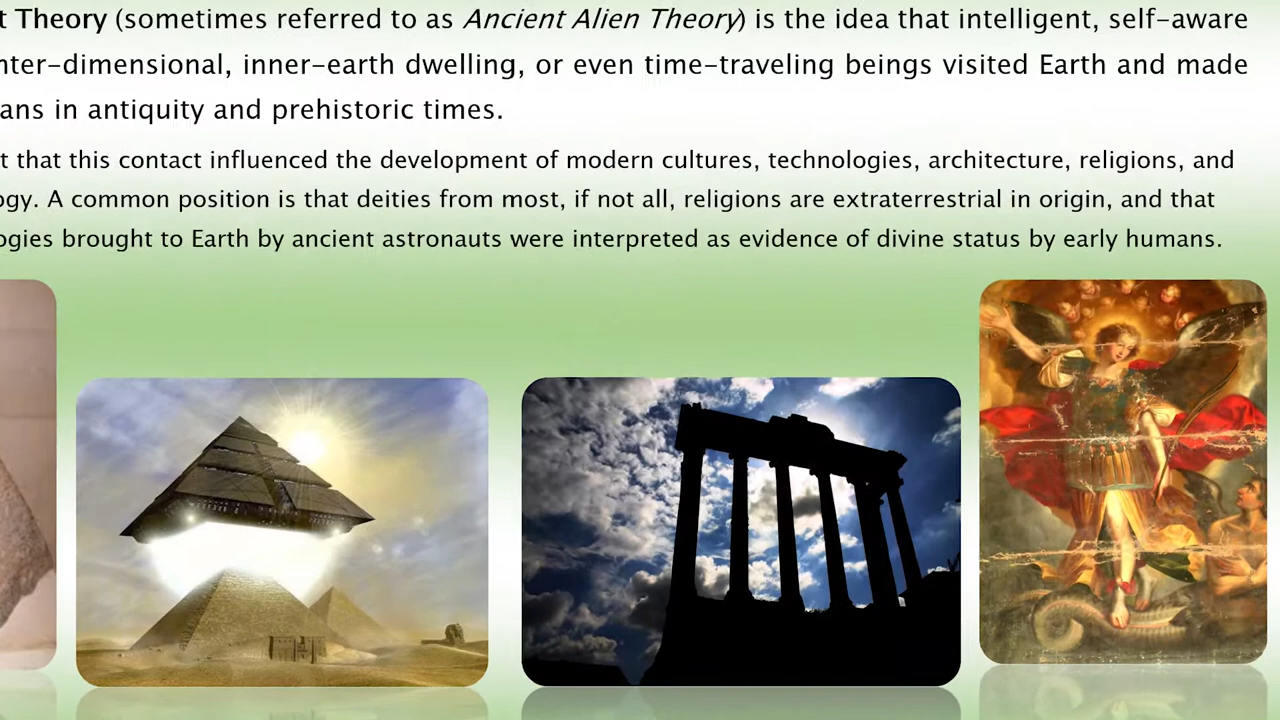 t Theory (sometimes referred to as Ancient Alien Theory) is the idea that intelligent, self-aware
nter-dimensional, inner-earth dwelling, or even time-traveling beings visited Earth and made
ans in antiquity and prehistoric times.
t that this contact influenced the development of modern cultures, technologies, architecture, religions, and
ogy. A common position is that deities from most, if not all, religions are extraterrestrial in origin, and that
ogies brought to Earth by ancient astronauts were interpreted as evidence of divine status by early humans.